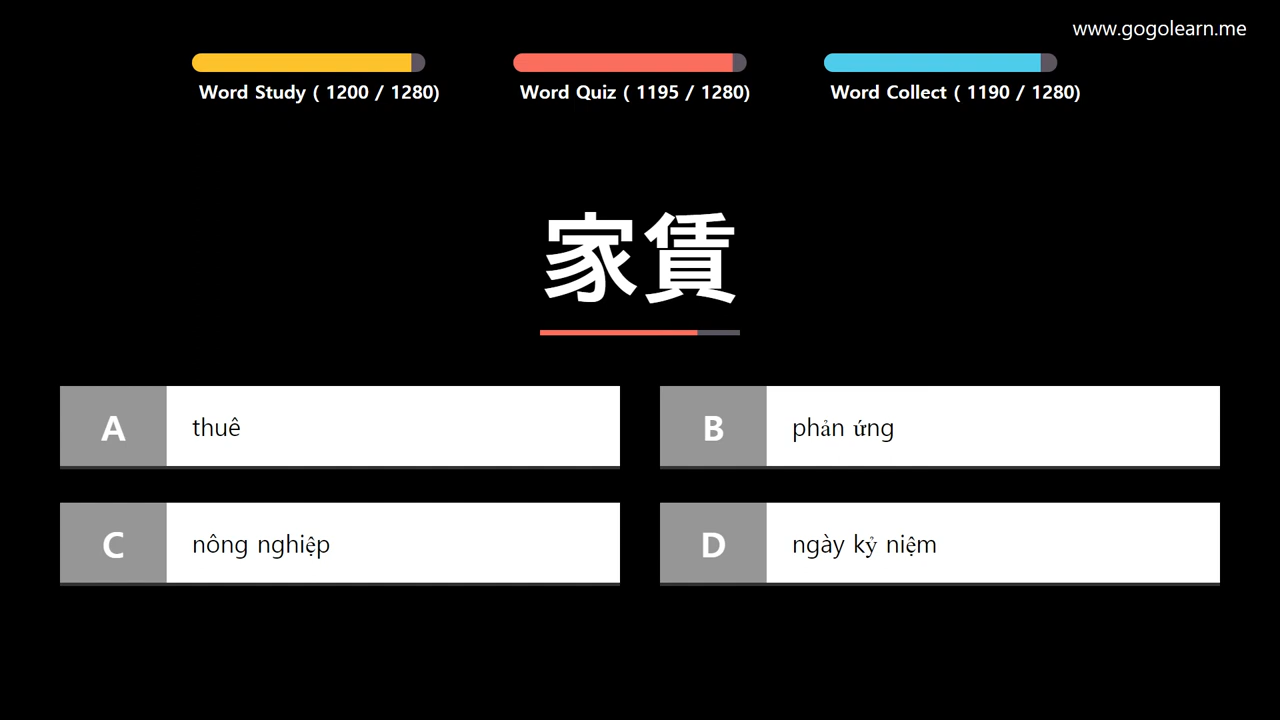 www.gogolearn.me
Word Study ( 1200 / 1280)
Word Quiz ( 1195 / 1280)
Word Collect ( 1190 / 1280)
家賃
A thuê
B phản ứng
C nông nghiệp
D ngày kỷ niệm